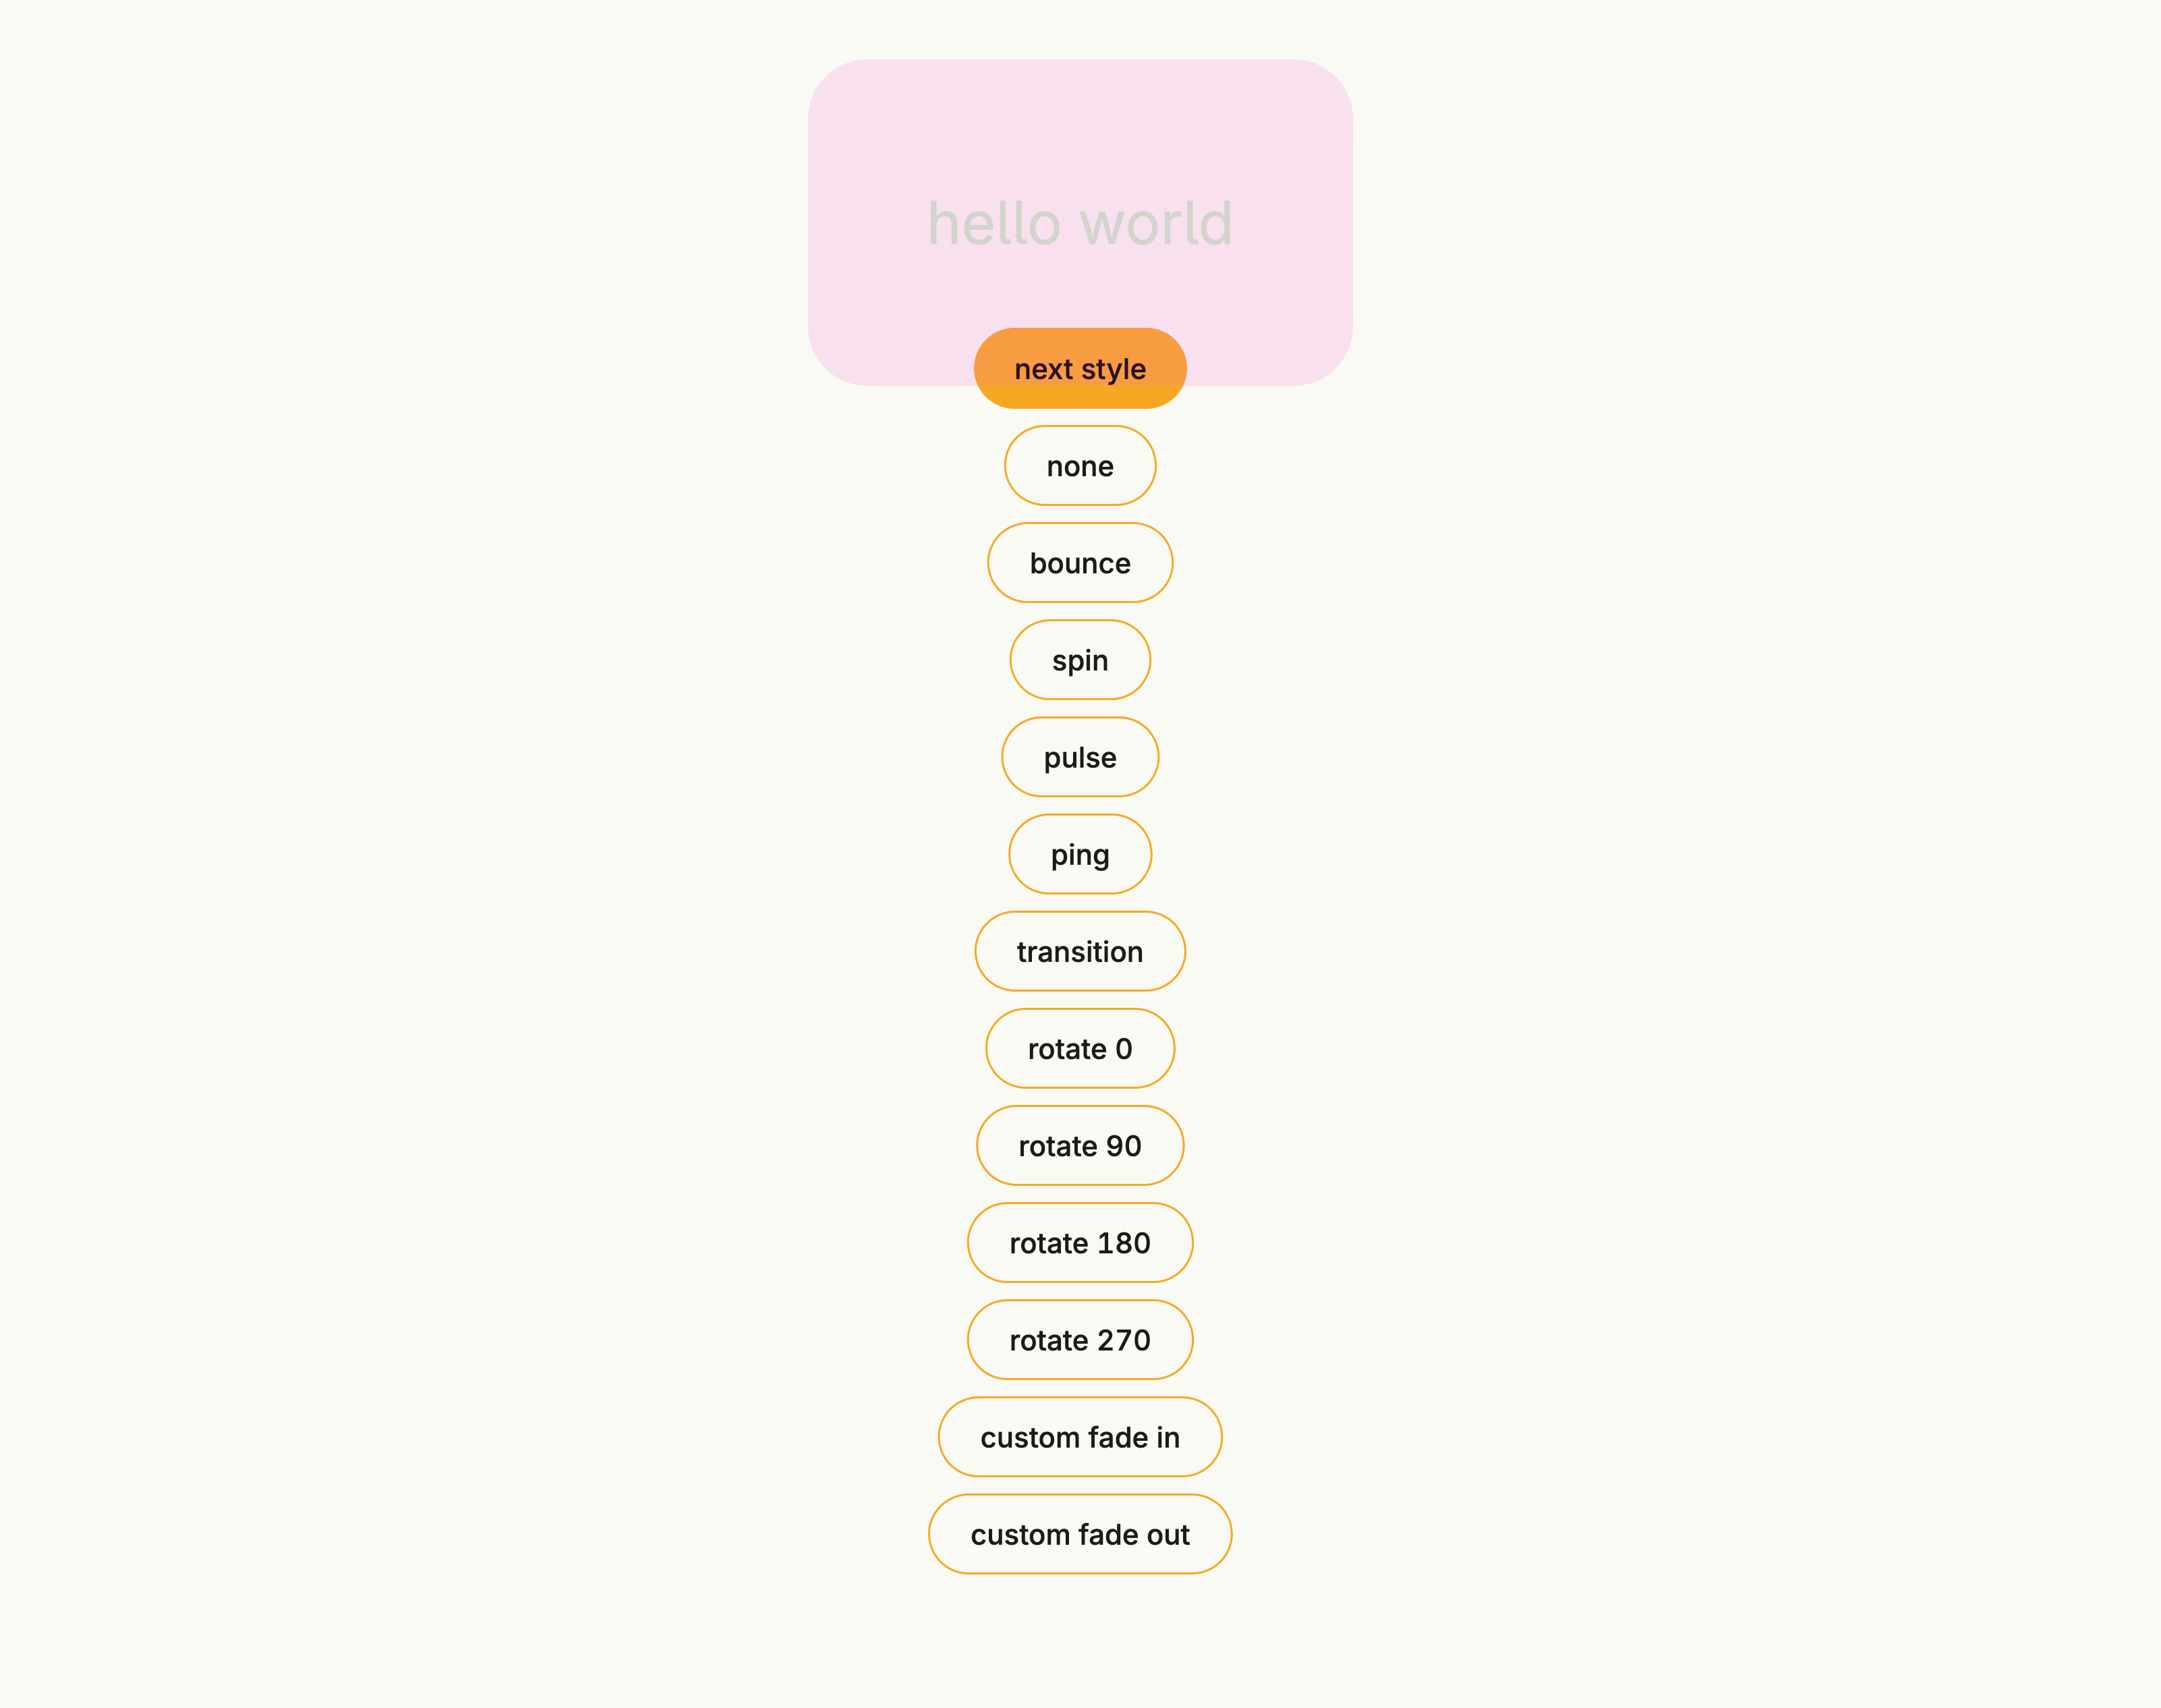 hello world
next style
none
bounce
spin
pulse
ping
transition
rotate 0
rotate 90
rotate 180
rotate 270
custom fade in
custom fade out